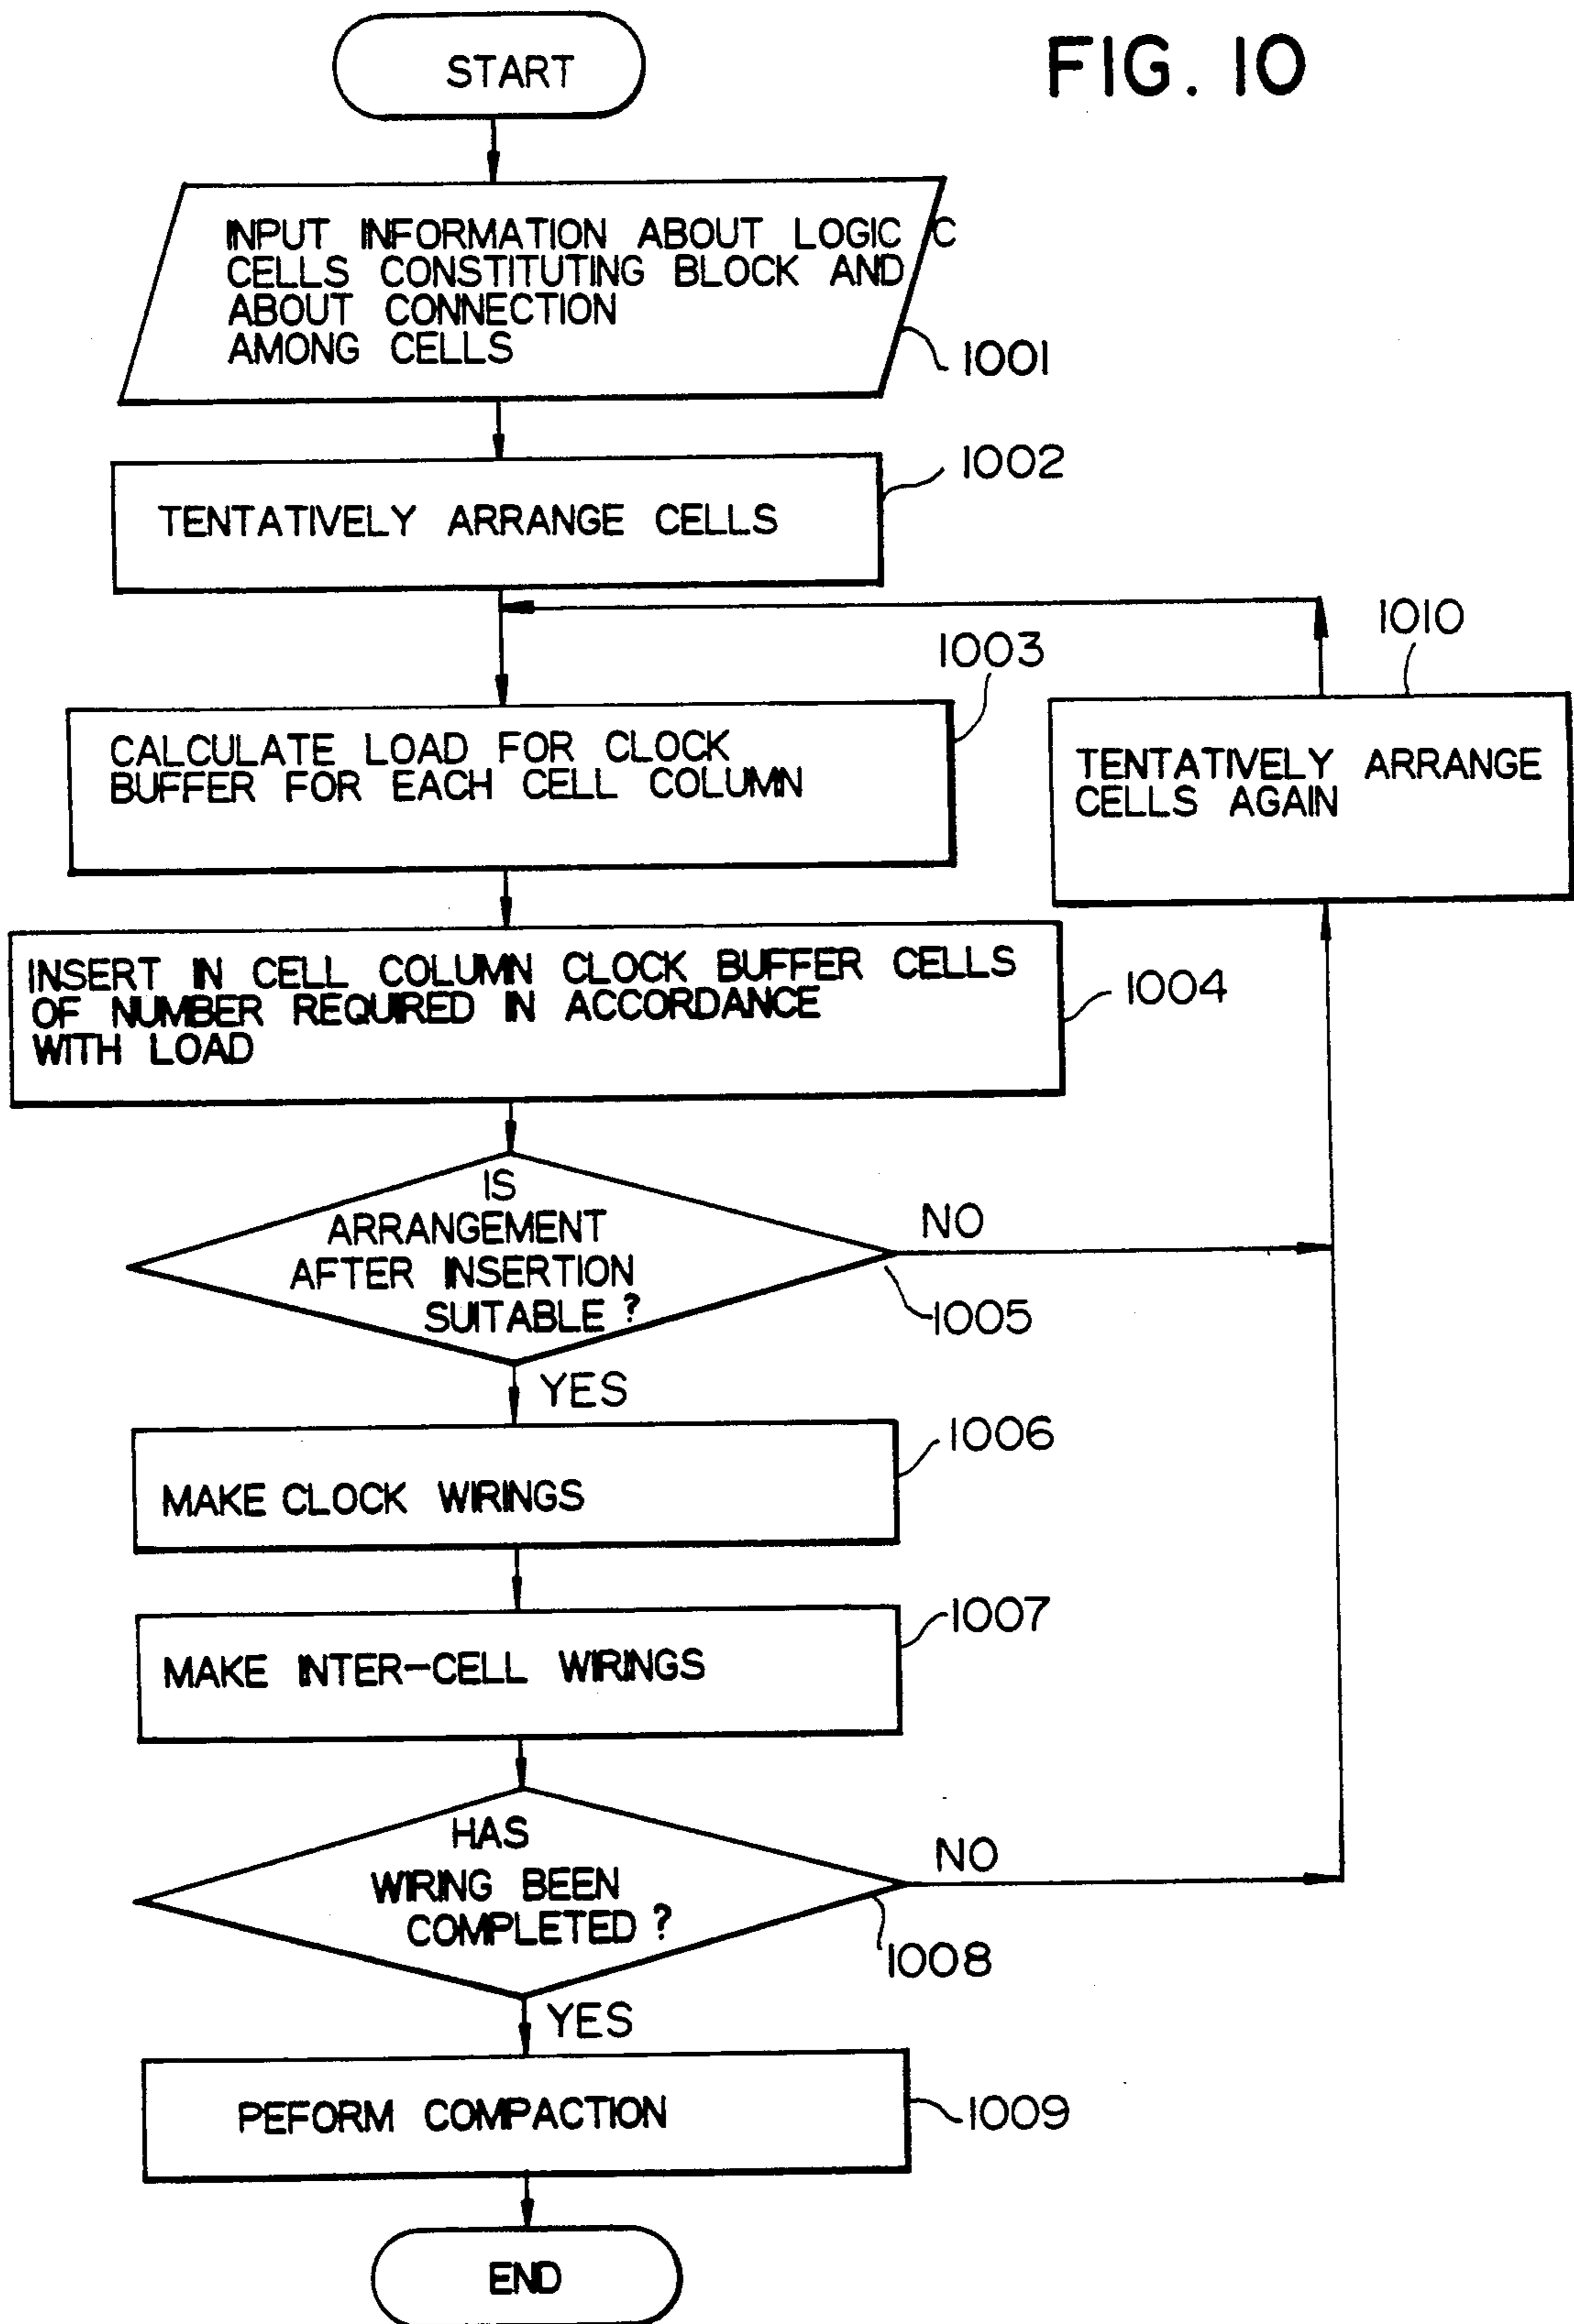 START
FIG. 10
INPUT INFORMATION ABOUT LOGIC C
CELLS CONSTITUTING BLOCK AND
ABOUT CONNECTION
AMONG CELLS
1001
1002
TENTATIVELY ARRANGE CELLS
1003
1010
CALCULATE LOAD FOR CLOCK
BUFFER FOR EACH CELL COLUMN
TENTATIVELY ARRANGE
CELLS AGAIN
INSERT IN CELL COLUMN CLOCK BUFFER CELLS
OF NUMBER REQUIRED IN ACCORDANCE
WITH LOAD
1004
IS
ARRANGEMENT
AFTER INSERTION
SUITABLE ?
NO
1005
YES
1006
MAKE CLOCK WIRINGS
1007
MAKE INTER-CELL WIRINGS
HAS
WIRING BEEN
COMPLETED ?
NO
1008
YES
PEFORM COMPACTION
1009
END